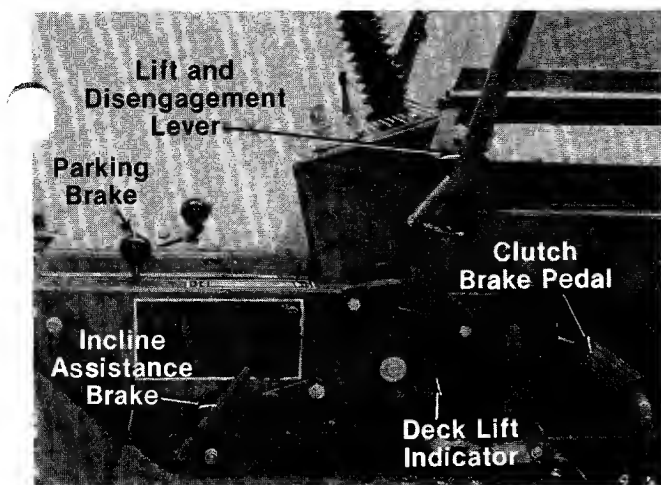 Lift and
Disengagement
Lever
Parking
Brake
Clutch
Brake Pedal
Incline
Assistance
Brake
Deck Lift
Indicator